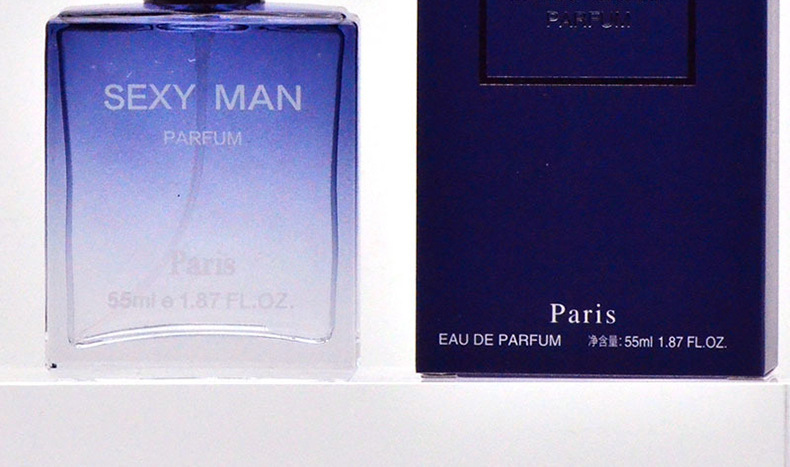 SEXY MAN
PARFUM
Paris
55ml e 1.87 FL.OZ.
PARFUM
Paris
EAU DE PARFUM 净含量: 55ml 1.87 FL.OZ.